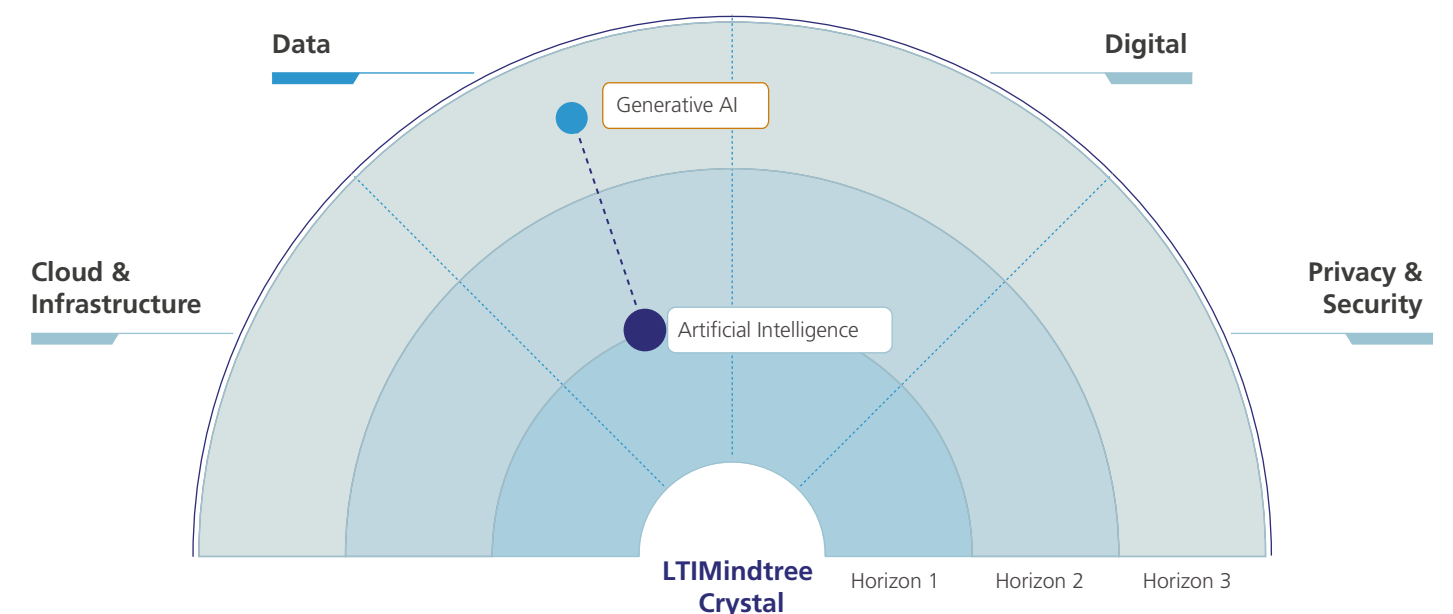 Data
Digital
Generative AI
Cloud &
Infrastructure
Privacy &
Security
Artificial Intelligence
LTIMindtree
Crystal
Horizon 1
Horizon 2
Horizon 3